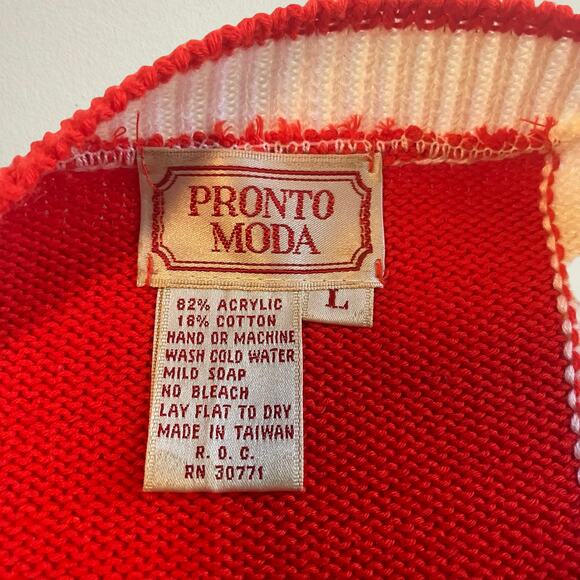 PRONTO
MODA
L
82% ACRYLIC
18% COTTON
HAND OR MACHINE
WASH COLD WATER
MILD SOAP
NO BLEACH
LAY FLAT TO DRY
MADE IN TAIWAN
R. O. C.
RN 30771